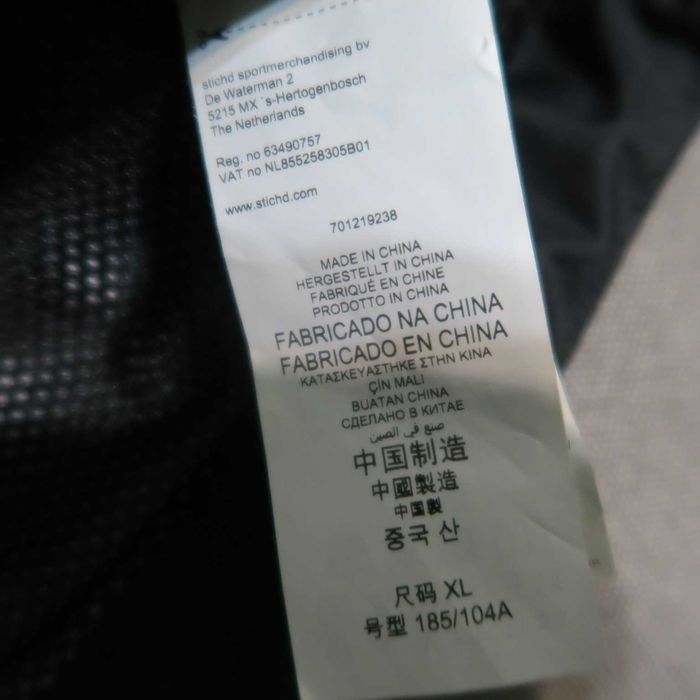 stichd sportmerchandising bv
De Waterman 2
5215 MX `s-Hertogenbosch
The Netherlands
Reg. no 63490757
VAT no NL855258305B01
www.stichd.com
701219238
MADE IN CHINA
HERGESTELLT IN CHINA
FABRIQUÉ EN CHINE
PRODOTTO IN CHINA
FABRICADO NA CHINA
FABRICADO EN CHINA
ΚΑΤΑΣΚΕΥΑΣΤΗΚΕ ΣΤΗΝ ΚΙΝΑ
ÇİN MALI
BUATAN CHINA
СДЕЛАНО В КИТАЕ
صنع في الصين
中国制造
中國製造
中国製
중국 산
尺码 XL
号型 185/104A